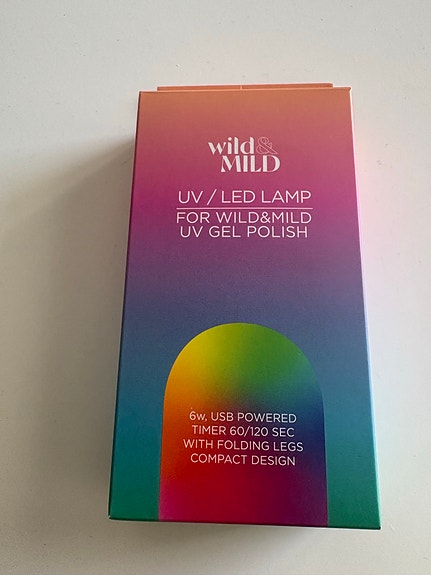 wild&
MILD
UV / LED LAMP
FOR WILD&MILD
UV GEL POLISH
6w, USB POWERED
TIMER 60/120 SEC
WITH FOLDING LEGS
COMPACT DESIGN